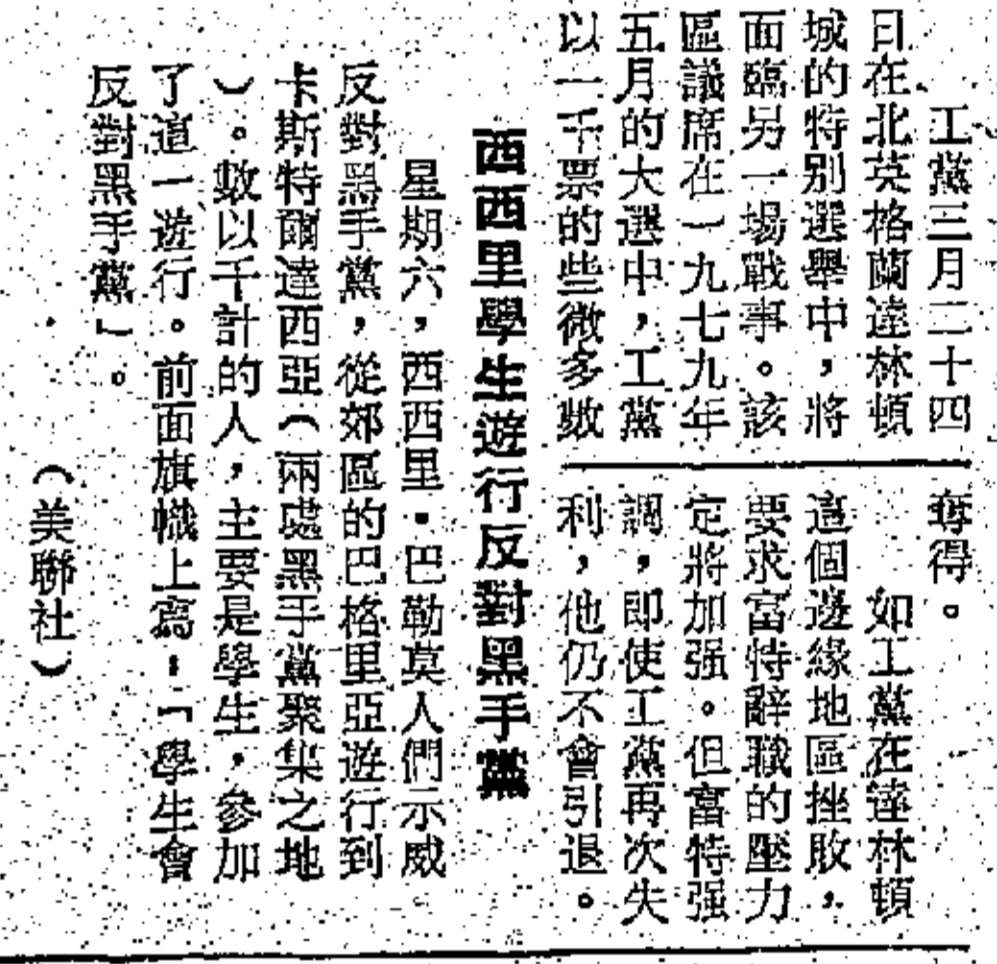 工黨三月二十四
日在北英格蘭達林頓
城的特別選舉中，將
面臨另一場戰事。該
區議席在一九七九年
五月的大選中，工黨
以一千票的些微多數
奪得。
如工黨在達林頓
這個邊緣地區挫敗，
要求富特辭職的壓力
定將加强。但富特强
調，即使工黨再次失
利，他仍不會引退。
西西里學生遊行反對黑手黨
星期六，西西里．巴勒莫人們示威
反對黑手黨，從郊區的巴格里亞遊行到
卡斯特爾達西亞（兩處黑手黨聚集之地
）。數以千計的人，主要是學生，參加
了這一遊行。前面旗幟上寫：「學生會
反對黑手黨」。
（美聯社）